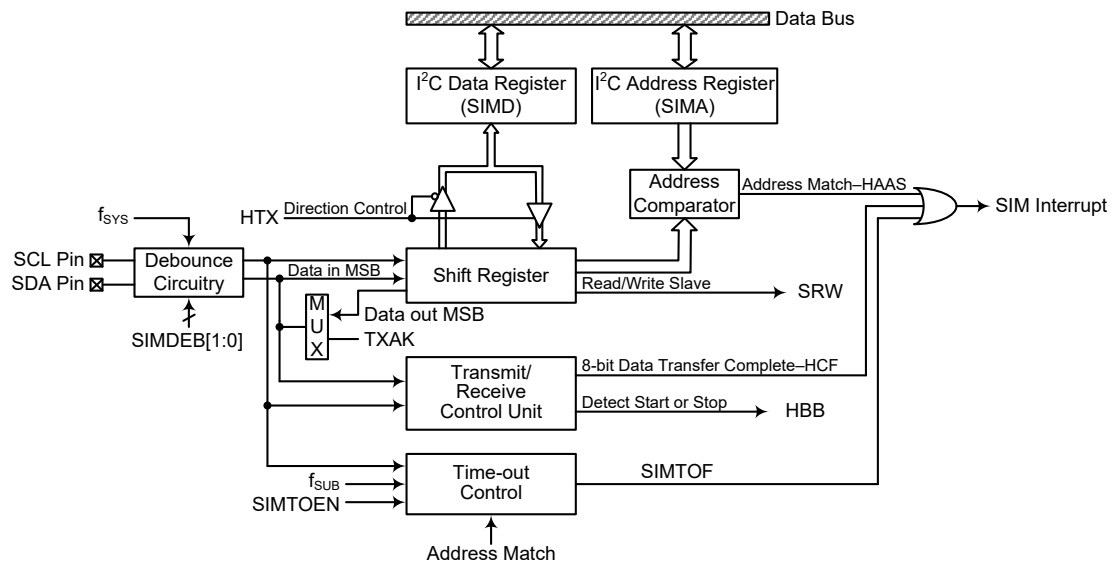 Data Bus
I²C Data Register
(SIMD)
I²C Address Register
(SIMA)
Address
Comparator
Address Match–HAAS
SIM Interrupt
HTX
Direction Control
fSYS
SCL Pin
SDA Pin
Debounce
Circuitry
SIMDEB[1:0]
Data in MSB
Shift Register
Read/Write Slave
SRW
M
U
X
Data out MSB
TXAK
Transmit/
Receive
Control Unit
8-bit Data Transfer Complete–HCF
Detect Start or Stop
HBB
Time-out
Control
fSUB
SIMTOEN
SIMTOF
Address Match